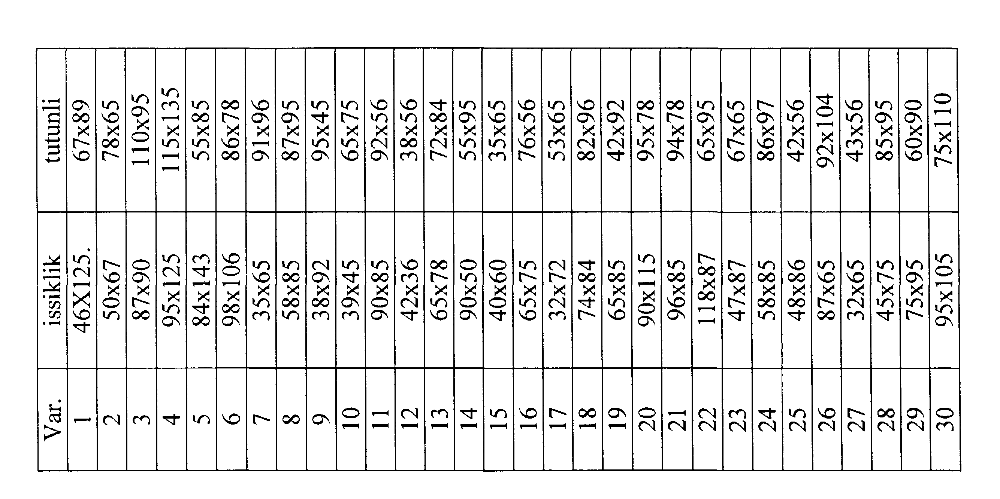 Var. issiklik tutunli
1 46X125. 67x89
2 50x67 78x65
3 87x90 110x95
4 95x125 115x135
5 84x143 55x85
6 98x106 86x78
7 35x65 91x96
8 58x85 87x95
9 38x92 95x45
10 39x45 65x75
11 90x85 92x56
12 42x36 38x56
13 65x78 72x84
14 90x50 55x95
15 40x60 35x65
16 65x75 76x56
17 32x72 53x65
18 74x84 82x96
19 65x85 42x92
20 90x115 95x78
21 96x85 94x78
22 118x87 65x95
23 47x87 67x65
24 58x85 86x97
25 48x86 42x56
26 87x65 92x104
27 32x65 43x56
28 45x75 85x95
29 75x95 60x90
30 95x105 75x110